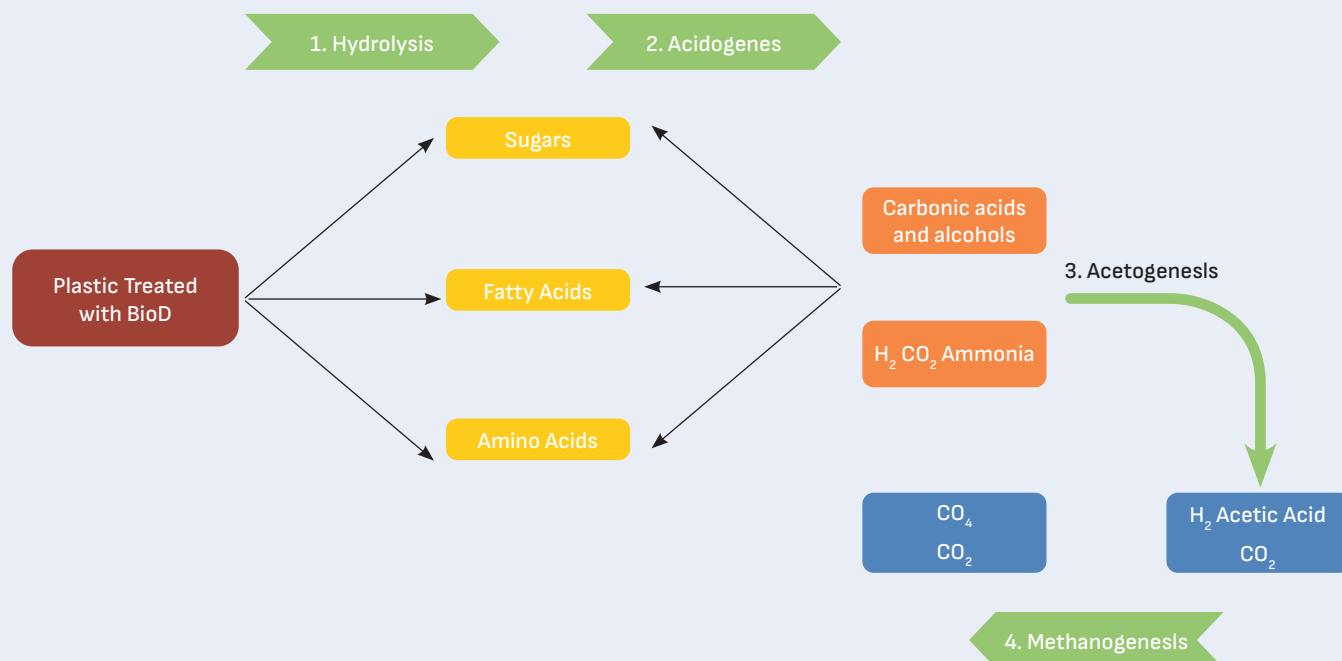 1. Hydrolysis
2. Acidogenes
Sugars
Carbonic acids
and alcohols
3. Acetogenesls
Plastic Treated
with BioD
Fatty Acids
H₂ CO₂ Ammonia
Amino Acids
CO₄
CO₂
H₂ Acetic Acid
CO₂
4. Methanogenesls